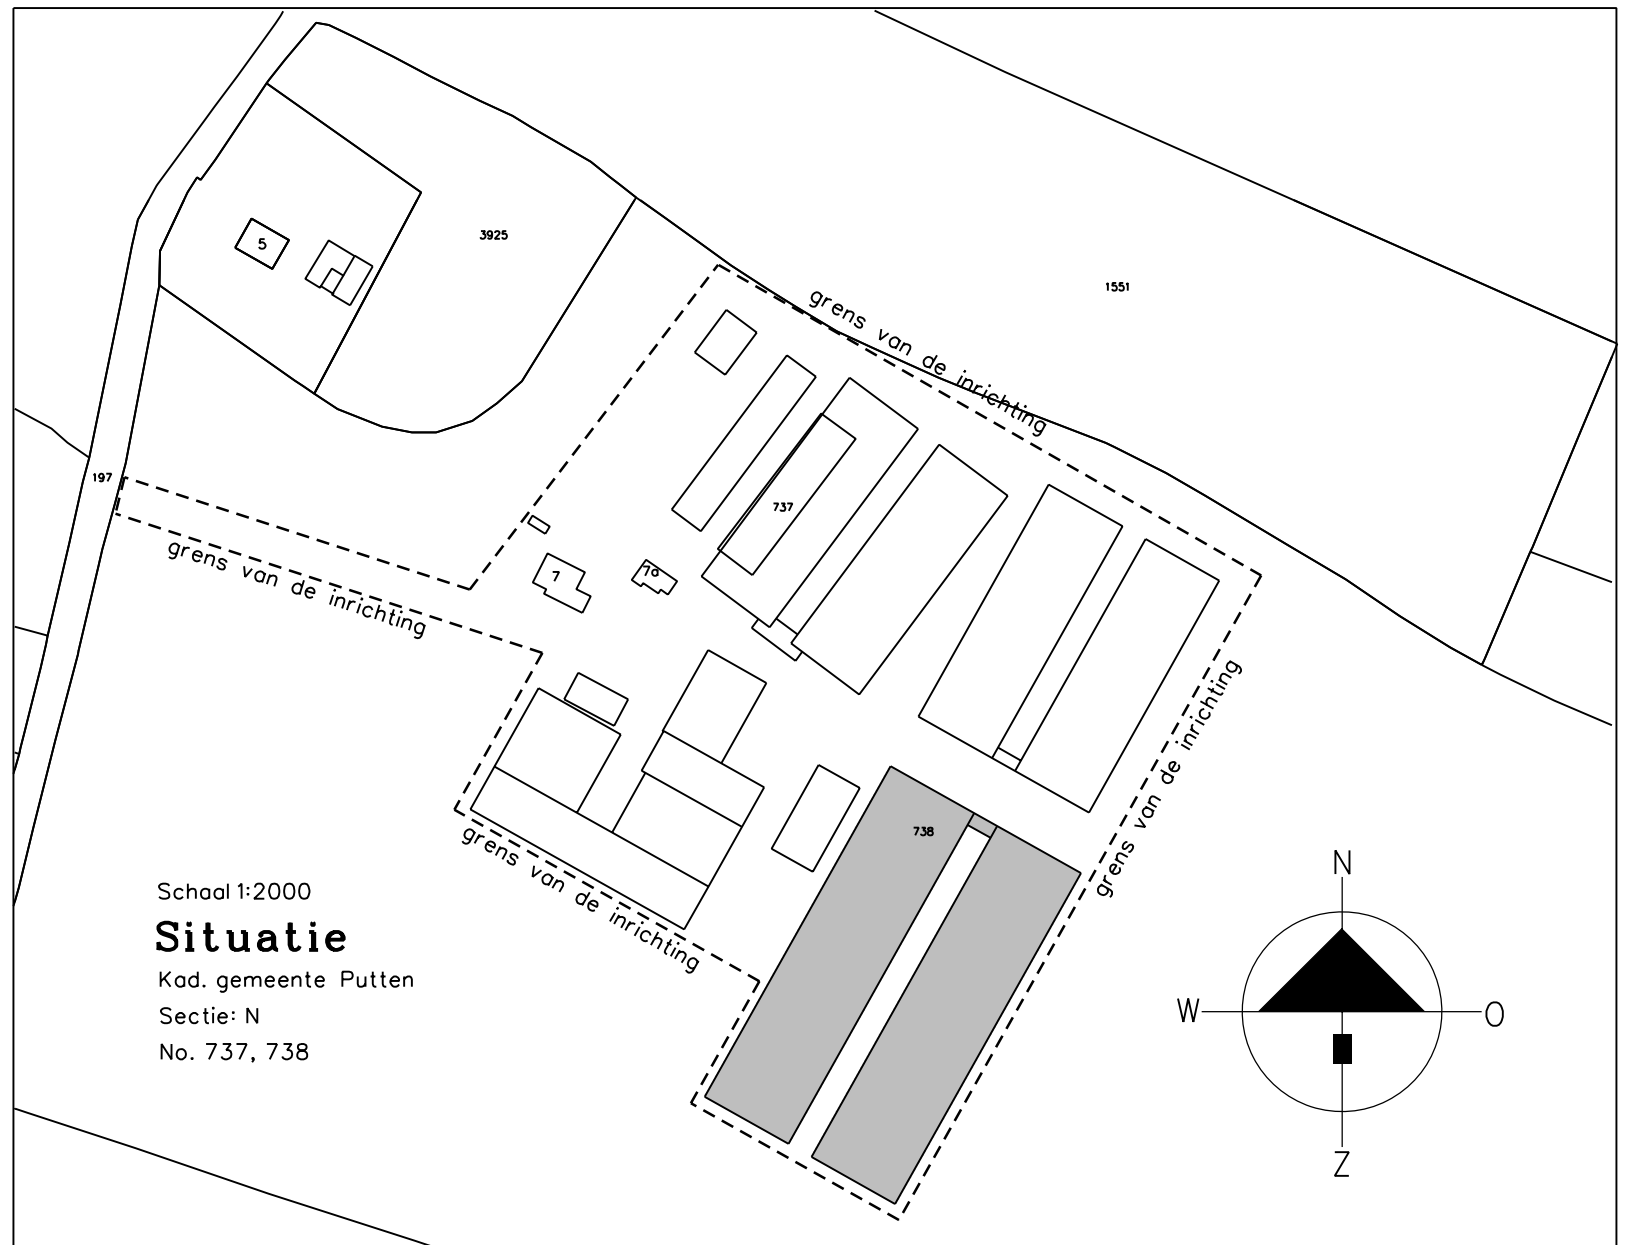 5
3925
1551
grens van de inrichting
197
737
7
grens van de inrichting
grens van de inrichting
738
grens van de inrichting
Schaal 1:2000
Situatie
Kad. gemeente Putten
Sectie: N
No. 737, 738
N
W
O
Z